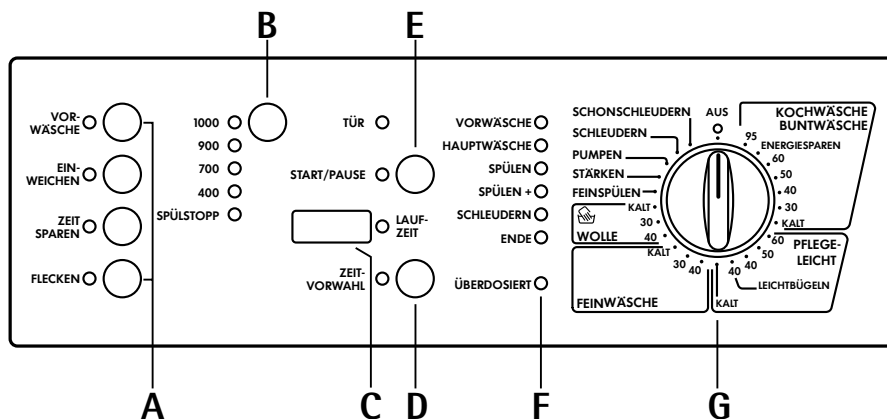 B
E
VOR-
WÄSCHE
EIN-
WEICHEN
ZEIT
SPAREN
FLECKEN
1000
900
700
400
SPÜLSTOPP
TÜR
START/PAUSE
LAUF-
ZEIT
ZEIT-
VORWAHL
VORWÄSCHE
HAUPTWÄSCHE
SPÜLEN
SPÜLEN +
SCHLEUDERN
ENDE
ÜBERDOSIERT
SCHONSCHLEUDERN
SCHLEUDERN
PUMPEN
STÄRKEN
FEINSPÜLEN
AUS
KOCHWÄSCHE
BUNTWÄSCHE
95
ENERGIESPAREN
60
50
40
30
KALT
60
50
40
40
PFLEGE-
LEICHT
LEICHTBÜGELN
KALT
KALT
30
40
WOLLE
KALT
30
40
FEINWÄSCHE
A
C
D
F
G